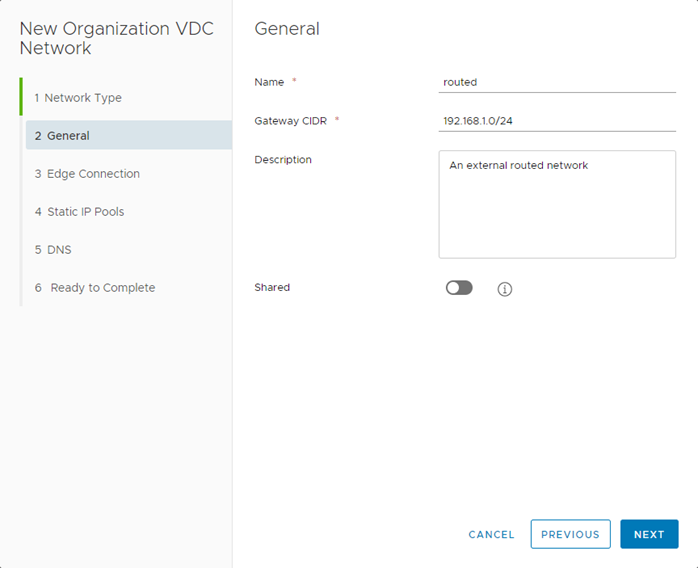 New Organization VDC
Network
1 Network Type
2 General
3 Edge Connection
4 Static IP Pools
5 DNS
6 Ready to Complete
General
Name *
routed
Gateway CIDR *
192.168.1.0/24
Description
An external routed network
Shared
CANCEL
PREVIOUS
NEXT